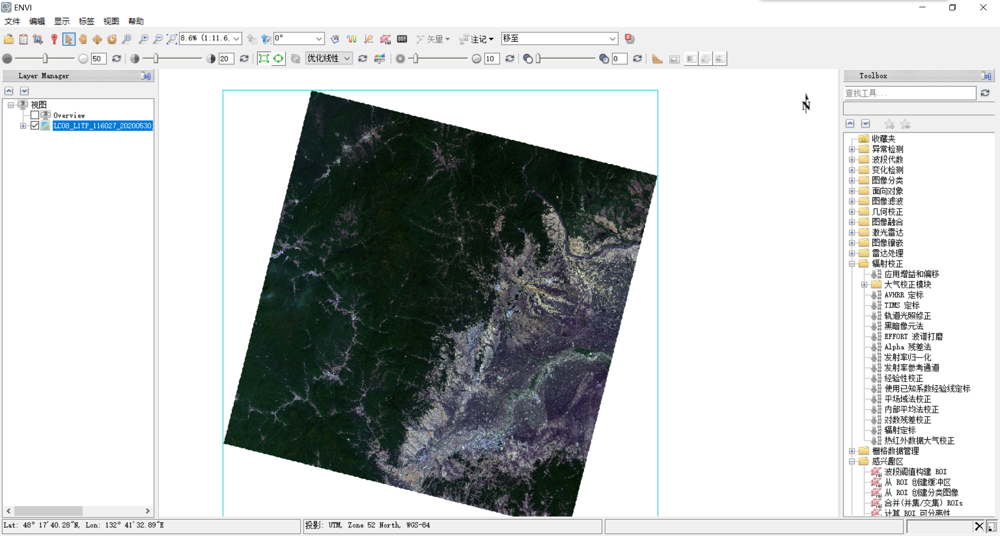 ENVI
文件 编辑 显示 标签 视图 帮助
8.6% (1:11.6: 0° 矢量 注记 移至
50 20 优化线性 10 0
Layer Manager
视图
Overview
LC08_L1TP_116027_20200530_
N
Toolbox
查找工具...
收藏夹
异常检测
波段代数
变化检测
图像分类
面向对象
图像滤波
几何校正
图像融合
激光雷达
图像镶嵌
雷达处理
辐射校正
应用增益和偏移
大气校正模块
AVHRR 定标
TIMS 定标
轨道光照修正
黑暗像元法
EFFORT 波谱打磨
Alpha 残差法
发射率归一化
发射率参考通道
经验性校正
使用已知系数经验线定标
平场域法校正
内部平均法校正
对数残差校正
辐射定标
热红外数据大气校正
栅格数据管理
感兴趣区
波段阈值构建 ROI
从 ROI 创建缓冲区
从 ROI 创建分类图像
合并(并集/交集) ROIs
计算 ROI 可分离性
Lat: 48° 17'40.28"N, Lon: 132° 41'32.89"E
投影: UTM, Zone 52 North, WGS-84